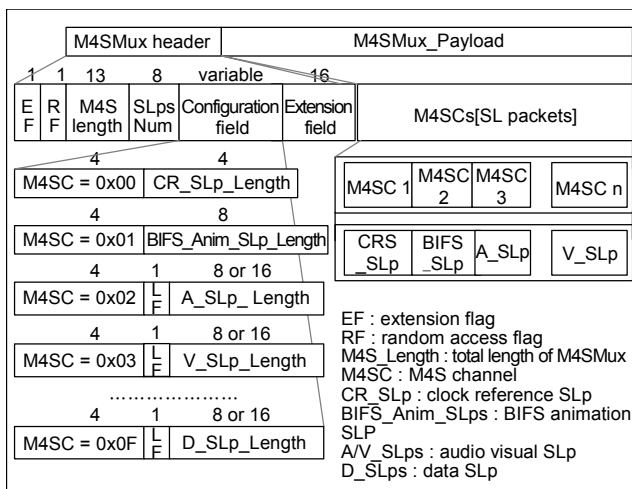 M4SMux header M4SMux_Payload
1 1 13 8 variable 16
E F R F M4S length SLps Num Configuration field Extension field M4SCs[SL packets]
4 4
M4SC = 0x00 CR_SLp_Length
4 8
M4SC = 0x01 BIFS_Anim_SLp_Length
4 1 8 or 16
M4SC = 0x02 L F A_SLp_ Length
4 1 8 or 16
M4SC = 0x03 L F V_SLp_Length
....................
4 1 8 or 16
M4SC = 0x0F L F D_SLp_Length
M4SC 1 M4SC 2 M4SC 3 M4SC n
CRS _SLp BIFS _SLp A_SLp V_SLp
EF : extension flag
RF : random access flag
M4S_Length : total length of M4SMux
M4SC : M4S channel
CR_SLp : clock reference SLp
BIFS_Anim_SLps : BIFS animation
SLP
A/V_SLps : audio visual SLp
D_SLps : data SLp